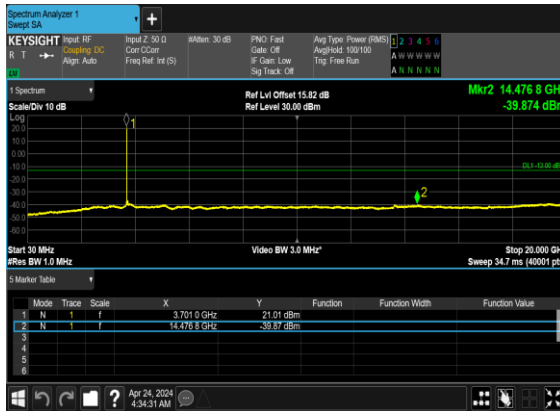 Spectrum Analyzer 1
Swept SA
+
KEYSIGHT Input: RF Input Z: 50 Ω #Atten: 30 dB PNO: Fast Avg Type: Power (RMS) 1 2 3 4 5 6
R T Coupling: DC Corr CCorr Gate: Off Avg|Hold: 100/100 A W W W W W
Align: Auto Freq Ref: Int (S) IF Gain: Low Trig: Free Run
Sig Track: Off A N N N N N
1 Spectrum Ref Lvl Offset 15.82 dB Mkr2 14.476 8 GH
Scale/Div 10 dB Ref Level 30.00 dBm -39.874 dBr
Log
20.0 1
10.0
0.00
-10.0 DL1 -13.00 dB
-20.0
-30.0 2
-40.0
-50.0
-60.0
Start 30 MHz Video BW 3.0 MHz* Stop 20.000 GH
#Res BW 1.0 MHz Sweep 34.7 ms (40001 pt
5 Marker Table
Mode Trace Scale X Y Function Function Width Function Value
1 N 1 f 3.701 0 GHz 21.01 dBm
2 N 1 f 14.476 8 GHz -39.87 dBm
3
4
5
6
? Apr 24, 2024
4:34:31 AM